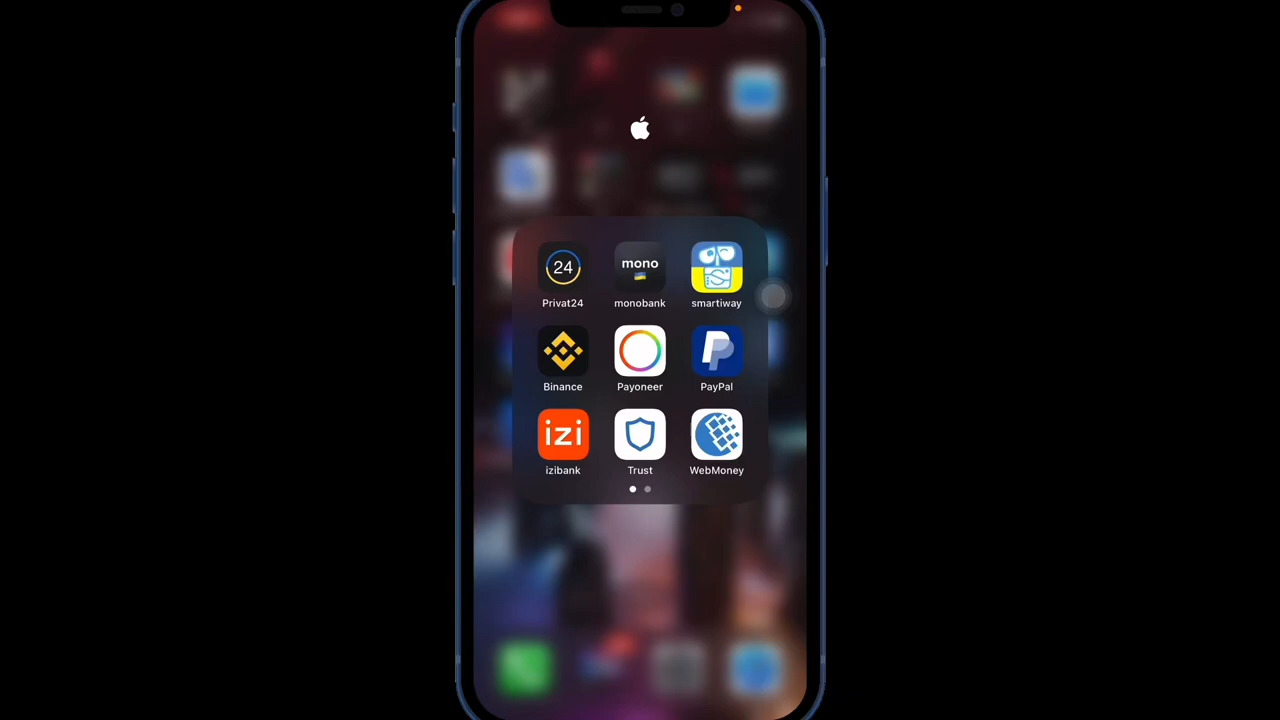 24
mono
Privat24
monobank
smartiway
Binance
Payoneer
PayPal
izi
izibank
Trust
WebMoney